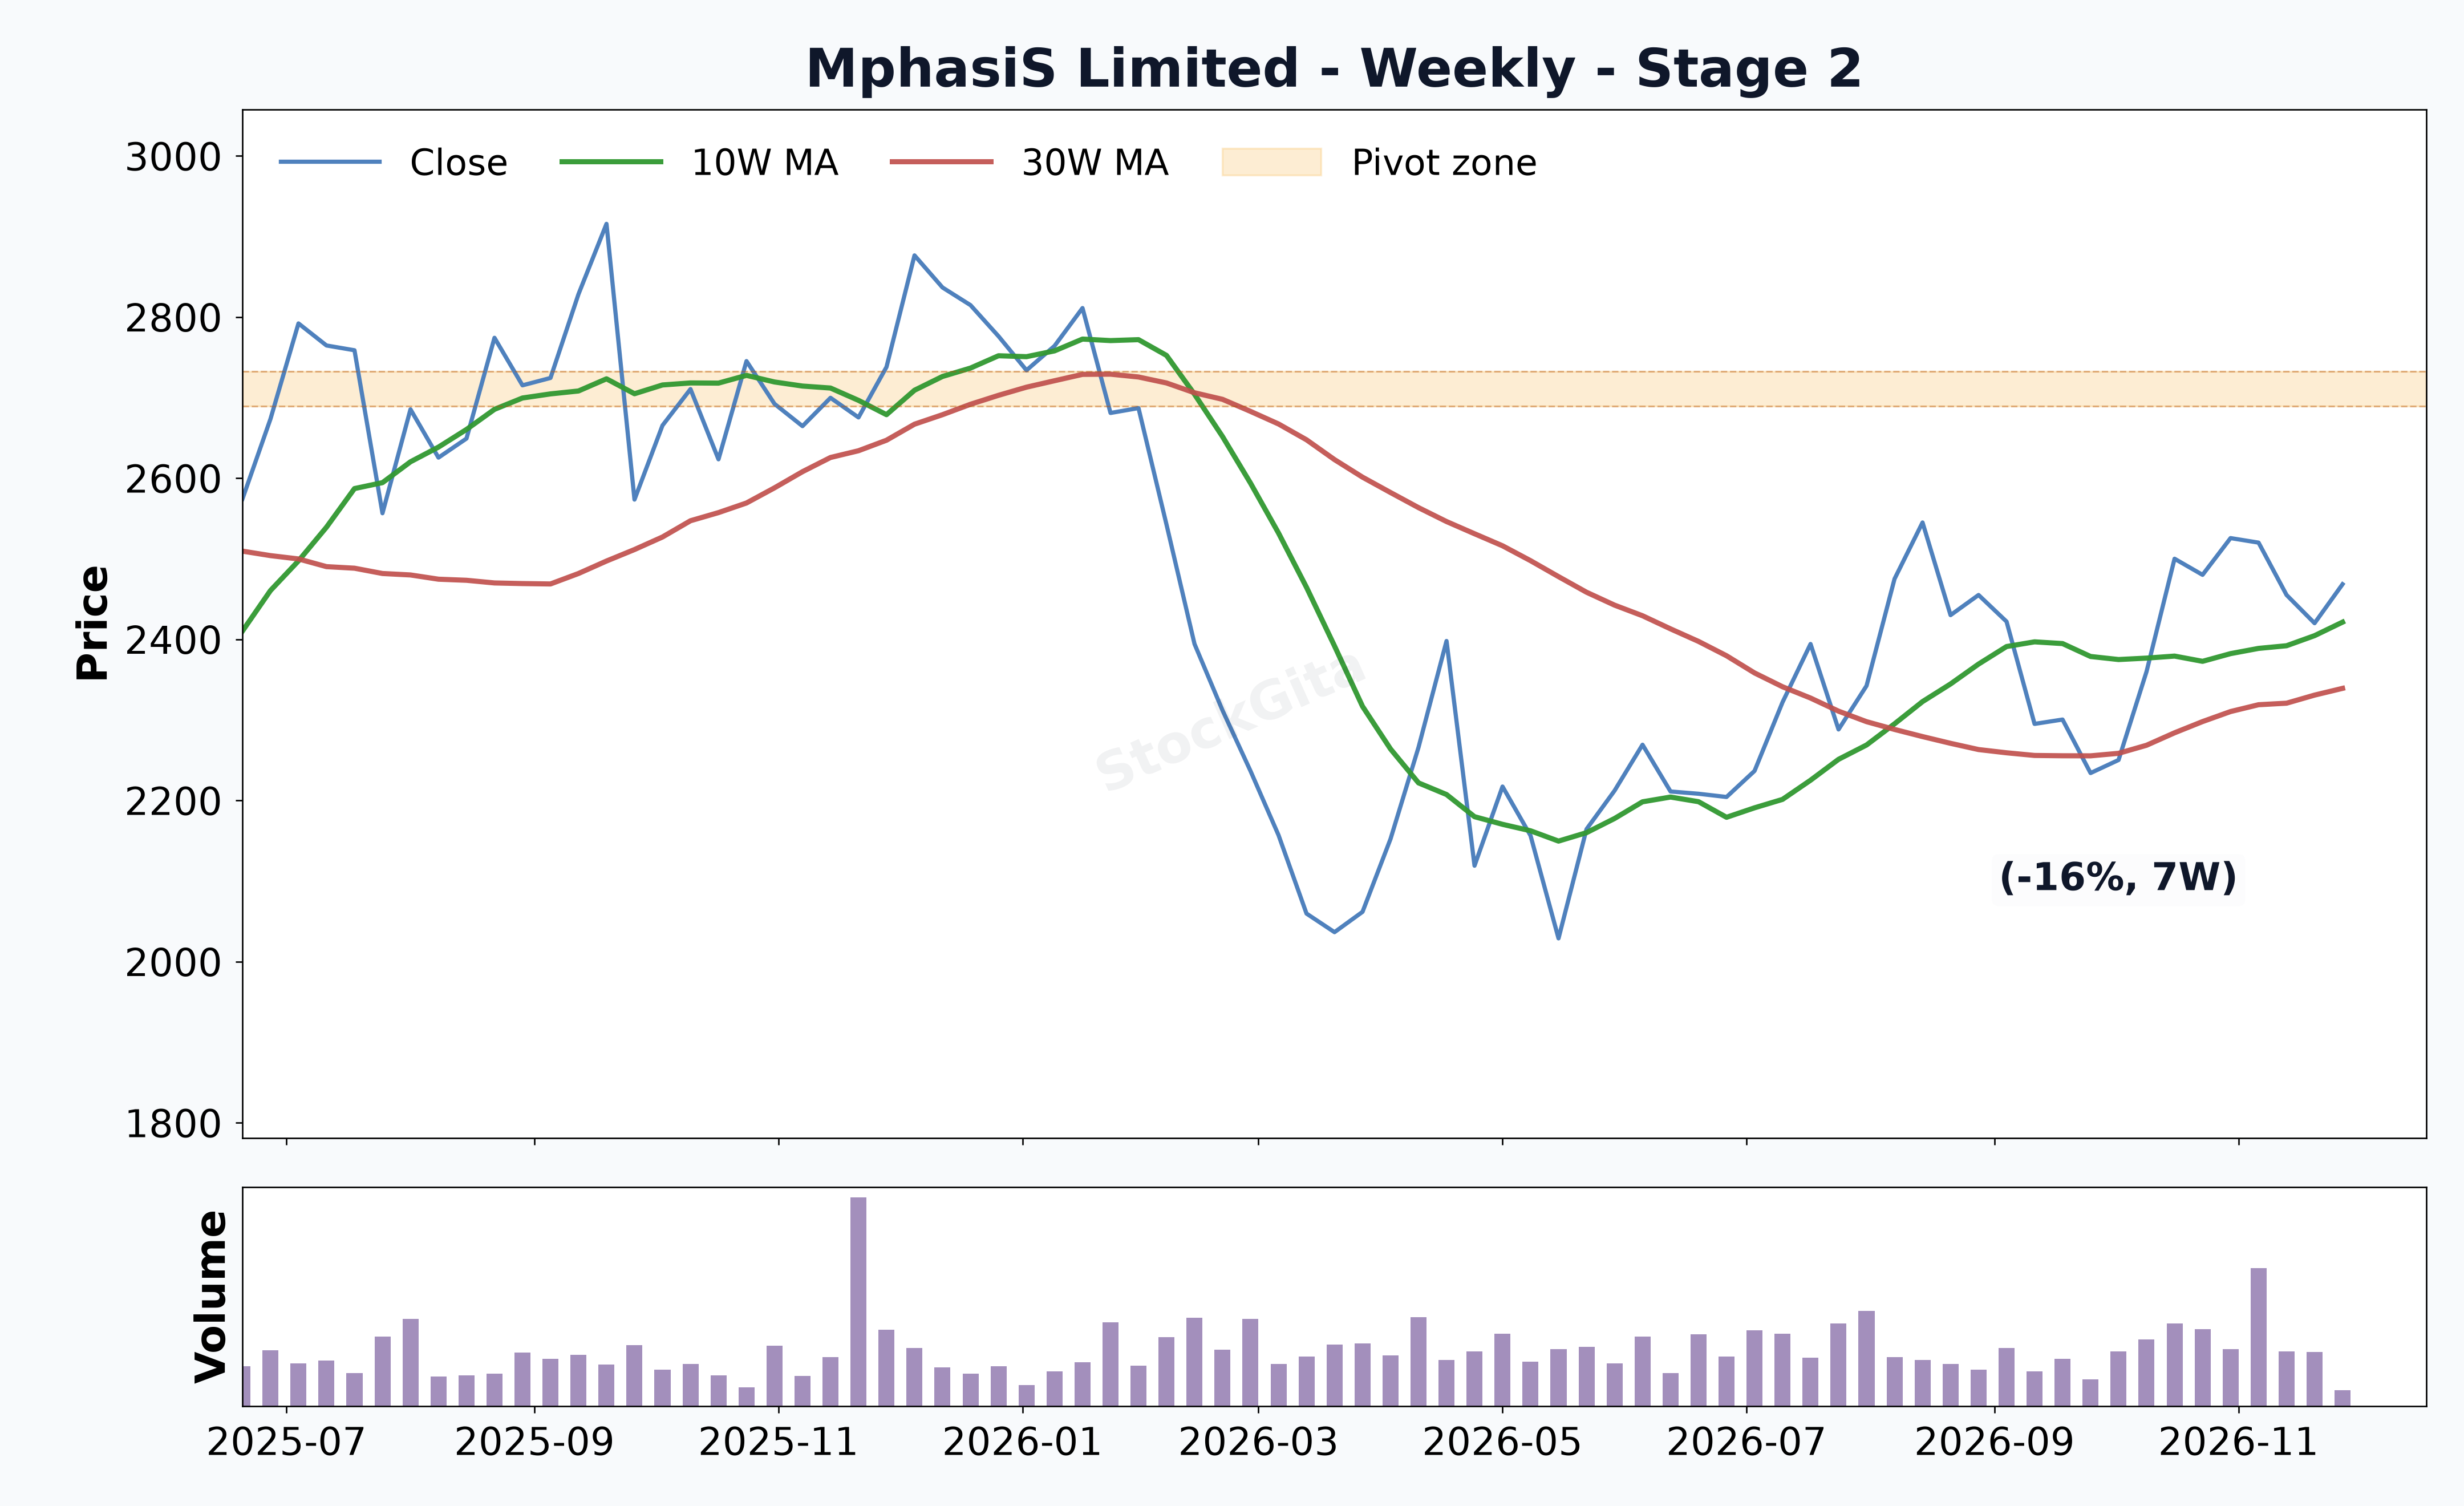 MphasiS Limited - Weekly - Stage 2
Close 10W MA 30W MA Pivot zone
3000
2800
2600
2400
2200
2000
1800
Price
StockGita
(-16%, 7W)
Volume
2025-07 2025-09 2025-11 2026-01 2026-03 2026-05 2026-07 2026-09 2026-11